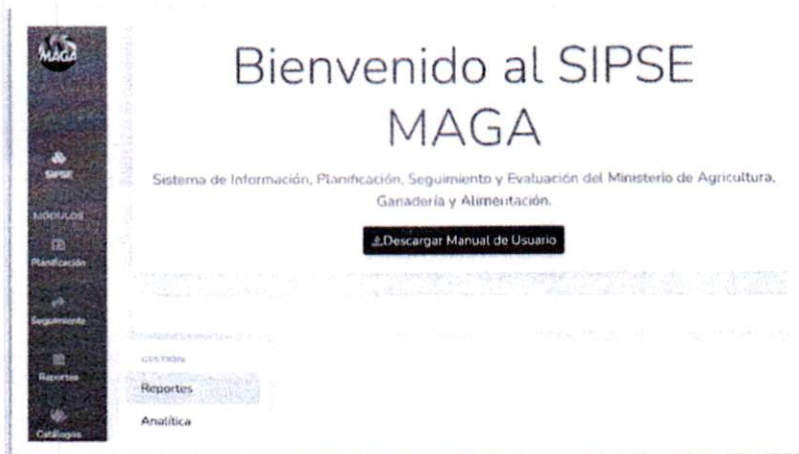 MAGA
SIPSE
MÓDULOS
Planificación
Seguimiento
Reportes
Catálogos
Bienvenido al SIPSE
MAGA
Sistema de Información, Planificación, Seguimiento y Evaluación del Ministerio de Agricultura,
Ganadería y Alimentación.
Descargar Manual de Usuario
GESTIÓN
Reportes
Analítica